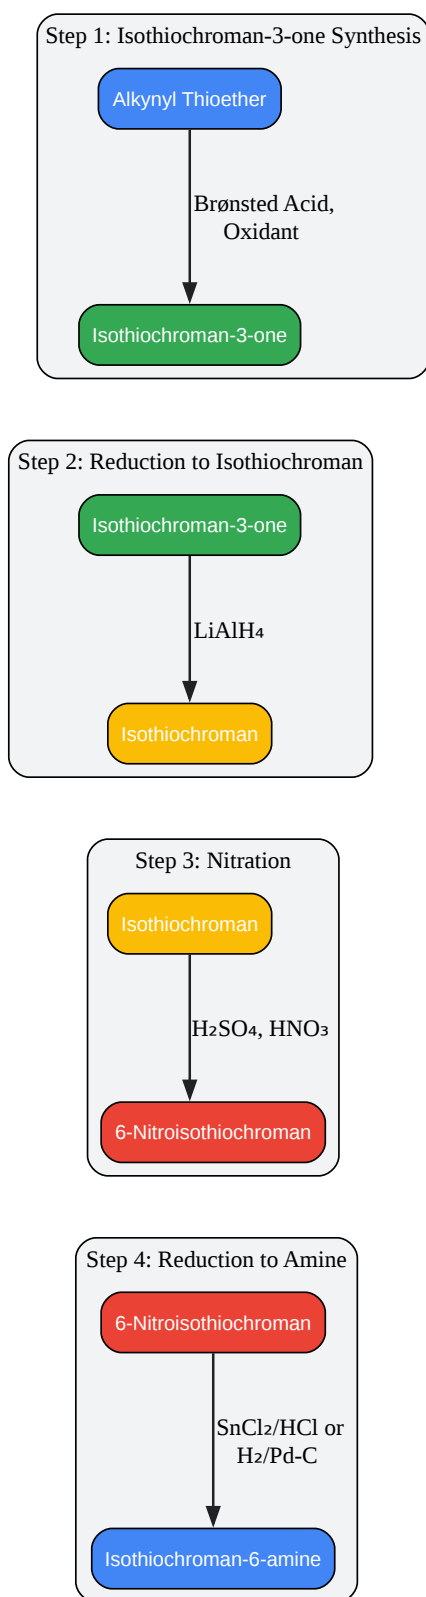 Step 1: Isothiochroman-3-one Synthesis
Alkynyl Thioether
Brønsted Acid,
Oxidant
Isothiochroman-3-one
Step 2: Reduction to Isothiochroman
Isothiochroman-3-one
LiAlH₄
Isothiochroman
Step 3: Nitration
Isothiochroman
H₂SO₄, HNO₃
6-Nitroisothiochroman
Step 4: Reduction to Amine
6-Nitroisothiochroman
SnCl₂/HCl or
H₂/Pd-C
Isothiochroman-6-amine